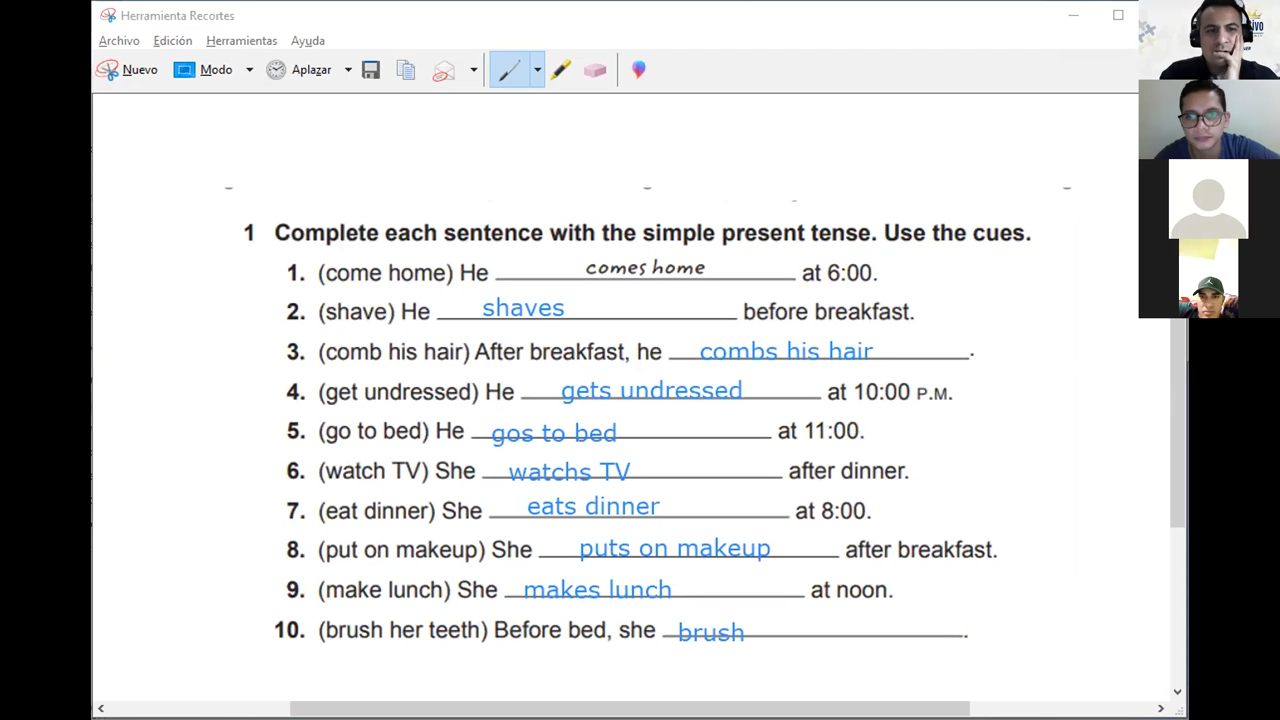 Herramienta Recortes
Archivo Edición Herramientas Ayuda
Nuevo Modo Aplazar
1 Complete each sentence with the simple present tense. Use the cues.
1. (come home) He comes home at 6:00.
2. (shave) He shaves before breakfast.
3. (comb his hair) After breakfast, he combs his hair.
4. (get undressed) He gets undressed at 10:00 P.M.
5. (go to bed) He gos to bed at 11:00.
6. (watch TV) She watchs TV after dinner.
7. (eat dinner) She eats dinner at 8:00.
8. (put on makeup) She puts on makeup after breakfast.
9. (make lunch) She makes lunch at noon.
10. (brush her teeth) Before bed, she brush.